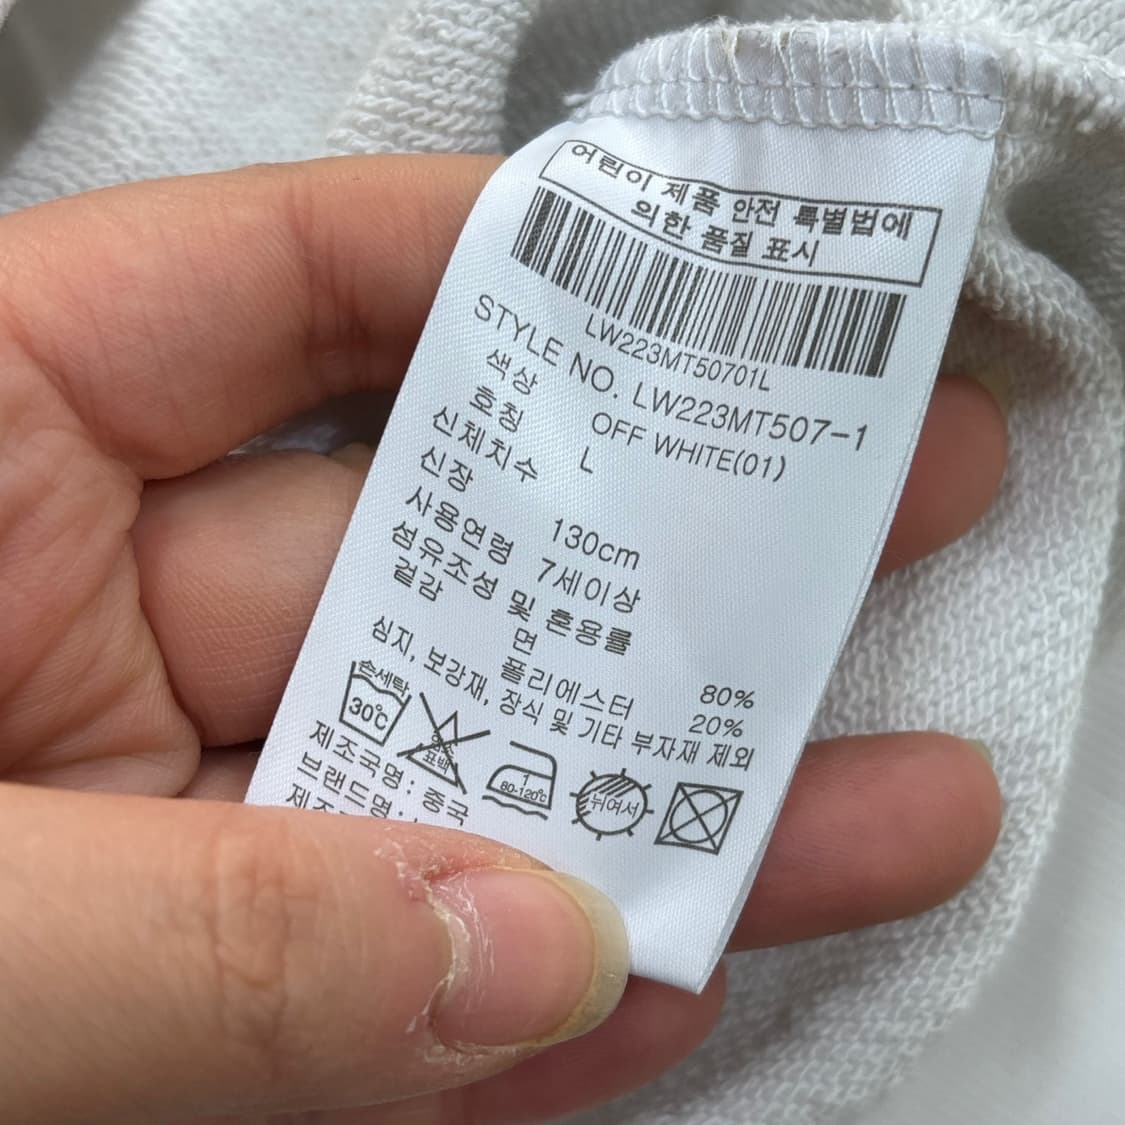 어린이 제품 안전 특별법에
의한 품질 표시
LW223MT50701L
STYLE NO. LW223MT507-1
색상 OFF WHITE(01)
호칭 L
신체치수
신장 130cm
사용연령 7세이상
섬유조성 및 혼용률
겉감 면 80%
폴리에스터 20%
심지, 보강재, 장식 및 기타 부자재 제외
손세탁
30℃
표백
1
80-120℃
뉘여서
제조국명 : 중국
브랜드명 :